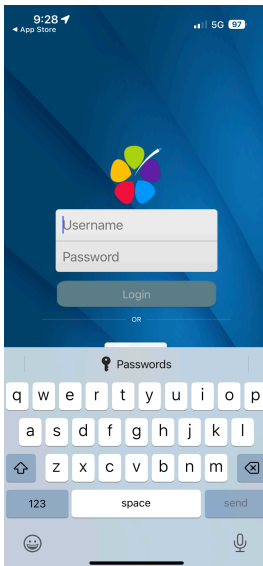 9:28
5G 97
◀ App Store
Username
Password
Login
OR
Passwords
q w e r t y u i o p
a s d f g h j k l
z x c v b n m
123 space send